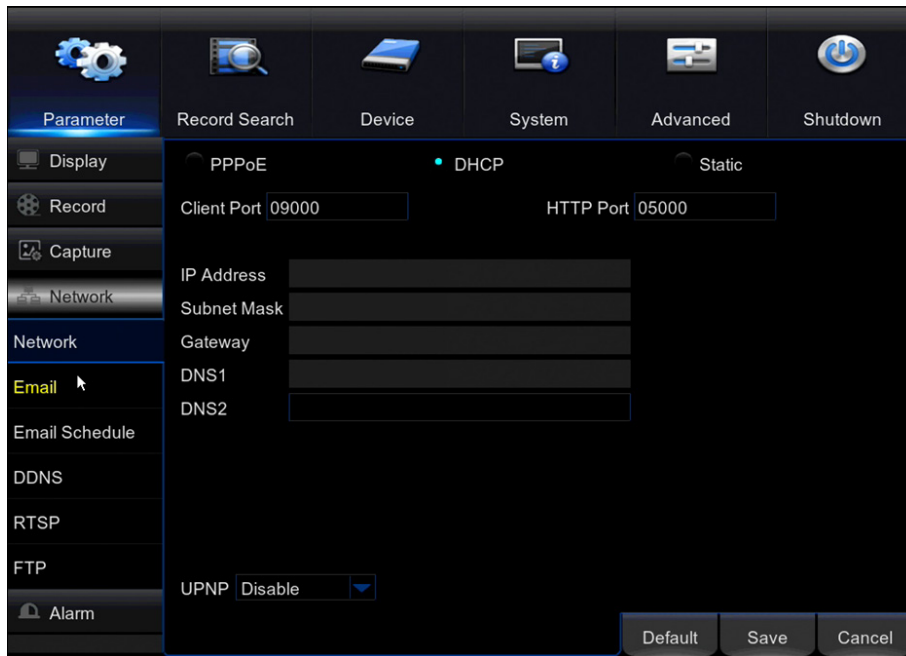 Parameter Record Search Device System Advanced Shutdown
Display
Record
Capture
Network
Network
Email
Email Schedule
DDNS
RTSP
FTP
Alarm
PPPoE DHCP Static
Client Port 09000 HTTP Port 05000
IP Address
Subnet Mask
Gateway
DNS1
DNS2
UPNP Disable
Default Save Cancel